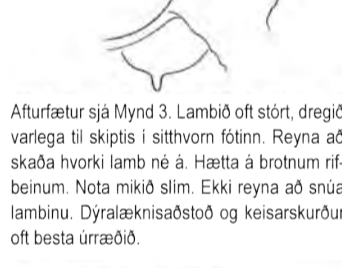 Afturfætur sjá Mynd 3. Lambið oft stórt, dregið
varlega til skiptis í sitthvorn fótinn. Reyna að
skaða hvorki lamb né á. Hætta á brotnum rif-
beinum. Nota mikið slím. Ekki reyna að snúa
lambinu. Dýralæknisaðstoð og keisarskurður
oft besta úrræðið.